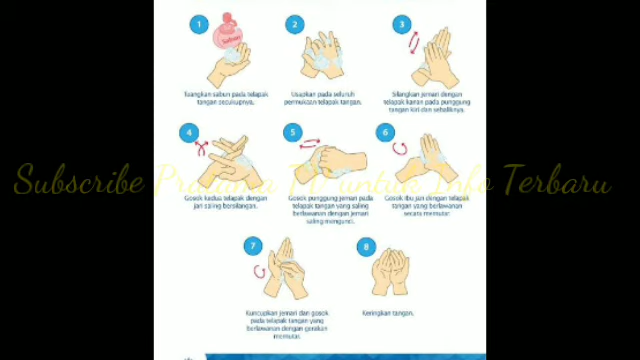 1
2
3
Sabun
Tuangkan sabun pada telapak
tangan secukupnya.
Usapkan pada seluruh
permukaan telapak tangan.
Silangkan jemari dengan
telapak kanan pada punggung
tangan kiri dan sebaliknya.
4
5
6
Subscribe Pratama TV untuk Info Terbaru
Gosok kedua telapak dengan
jari saling bersilangan.
Gosok punggung jemari pada
telapak tangan yang saling
berlawanan dengan jemari
saling mengunci.
Gosok ibu jari dengan telapak
tangan yang berlawanan
secara memutar.
7
8
Kuncupkan jemari dan gosok
pada telapak tangan yang
berlawanan dengan gerakan
memutar.
Keringkan tangan.